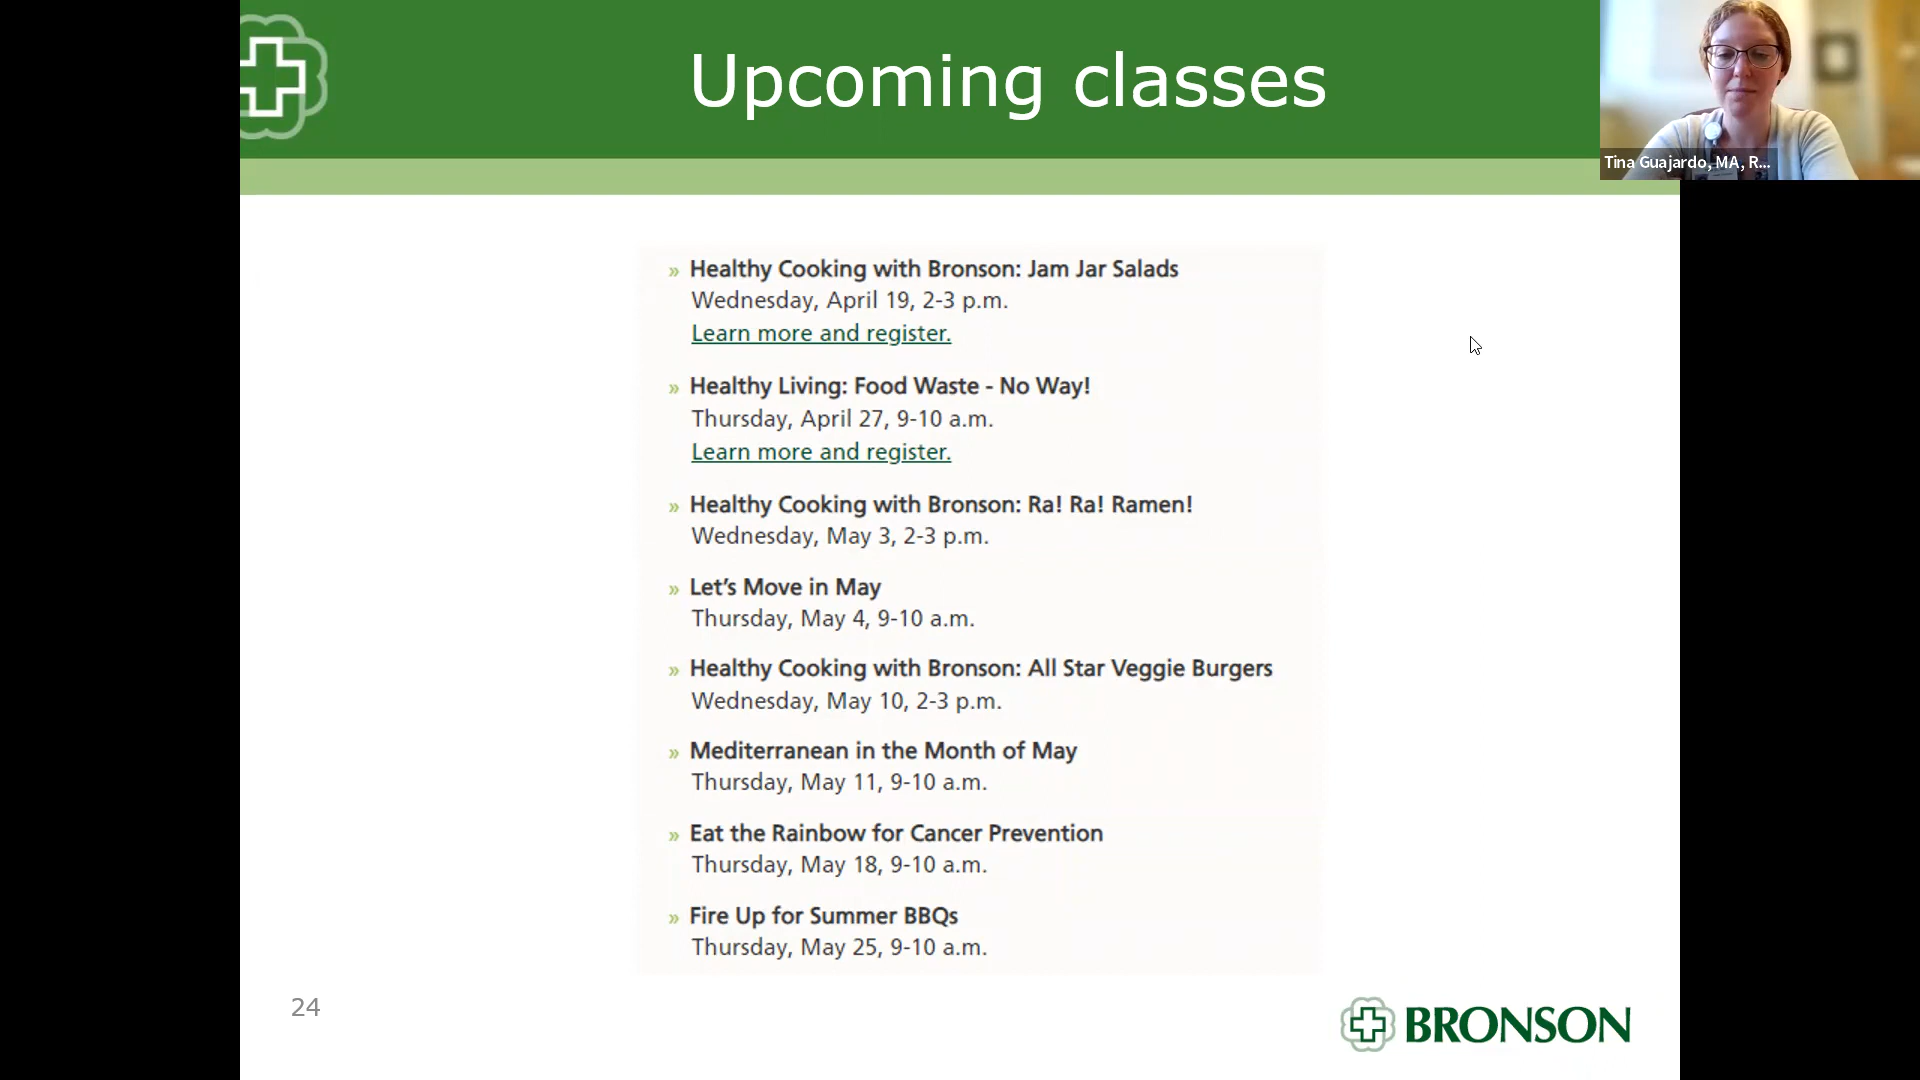 Upcoming classes
Tina Guajardo, MA, R...
» Healthy Cooking with Bronson: Jam Jar Salads
Wednesday, April 19, 2-3 p.m.
Learn more and register.
» Healthy Living: Food Waste - No Way!
Thursday, April 27, 9-10 a.m.
Learn more and register.
» Healthy Cooking with Bronson: Ra! Ra! Ramen!
Wednesday, May 3, 2-3 p.m.
» Let’s Move in May
Thursday, May 4, 9-10 a.m.
» Healthy Cooking with Bronson: All Star Veggie Burgers
Wednesday, May 10, 2-3 p.m.
» Mediterranean in the Month of May
Thursday, May 11, 9-10 a.m.
» Eat the Rainbow for Cancer Prevention
Thursday, May 18, 9-10 a.m.
» Fire Up for Summer BBQs
Thursday, May 25, 9-10 a.m.
24
BRONSON